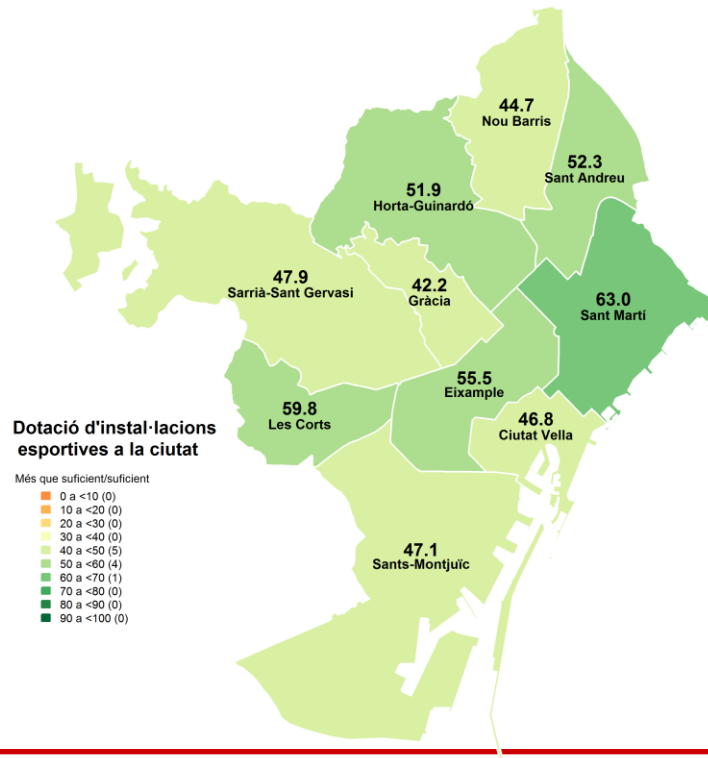 44.7
Nou Barris
52.3
Sant Andreu
51.9
Horta-Guinardó
47.9
Sarrià-Sant Gervasi
42.2
Gràcia
63.0
Sant Martí
55.5
Eixample
59.8
Les Corts
46.8
Ciutat Vella
47.1
Sants-Montjuïc
Dotació d'instal·lacions
esportives a la ciutat
Més que suficient/suficient
0 a <10 (0)
10 a <20 (0)
20 a <30 (0)
30 a <40 (0)
40 a <50 (5)
50 a <60 (4)
60 a <70 (1)
70 a <80 (0)
80 a <90 (0)
90 a <100 (0)